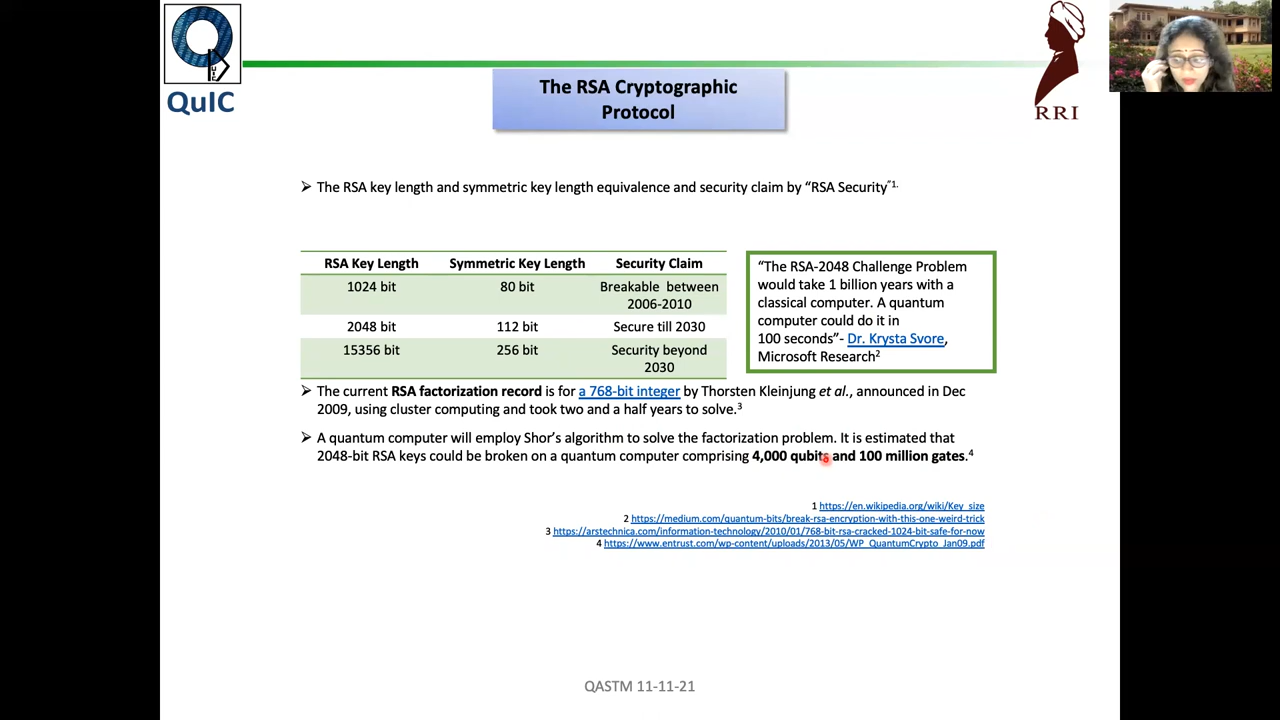 QuIC
RRI
The RSA Cryptographic
Protocol
➢ The RSA key length and symmetric key length equivalence and security claim by “RSA Security”1.
RSA Key Length Symmetric Key Length Security Claim
1024 bit 80 bit Breakable between
2006-2010
2048 bit 112 bit Secure till 2030
15356 bit 256 bit Security beyond
2030
“The RSA-2048 Challenge Problem
would take 1 billion years with a
classical computer. A quantum
computer could do it in
100 seconds”- Dr. Krysta Svore,
Microsoft Research2
➢ The current RSA factorization record is for a 768-bit integer by Thorsten Kleinjung et al., announced in Dec
2009, using cluster computing and took two and a half years to solve.3
➢ A quantum computer will employ Shor’s algorithm to solve the factorization problem. It is estimated that
2048-bit RSA keys could be broken on a quantum computer comprising 4,000 qubits and 100 million gates.4
1 https://en.wikipedia.org/wiki/Key_size
2 https://medium.com/quantum-bits/break-rsa-encryption-with-this-one-weird-trick
3 https://arstechnica.com/information-technology/2010/01/768-bit-rsa-cracked-1024-bit-safe-for-now
4 https://www.entrust.com/wp-content/uploads/2013/05/WP_QuantumCrypto_Jan09.pdf
QASTM 11-11-21